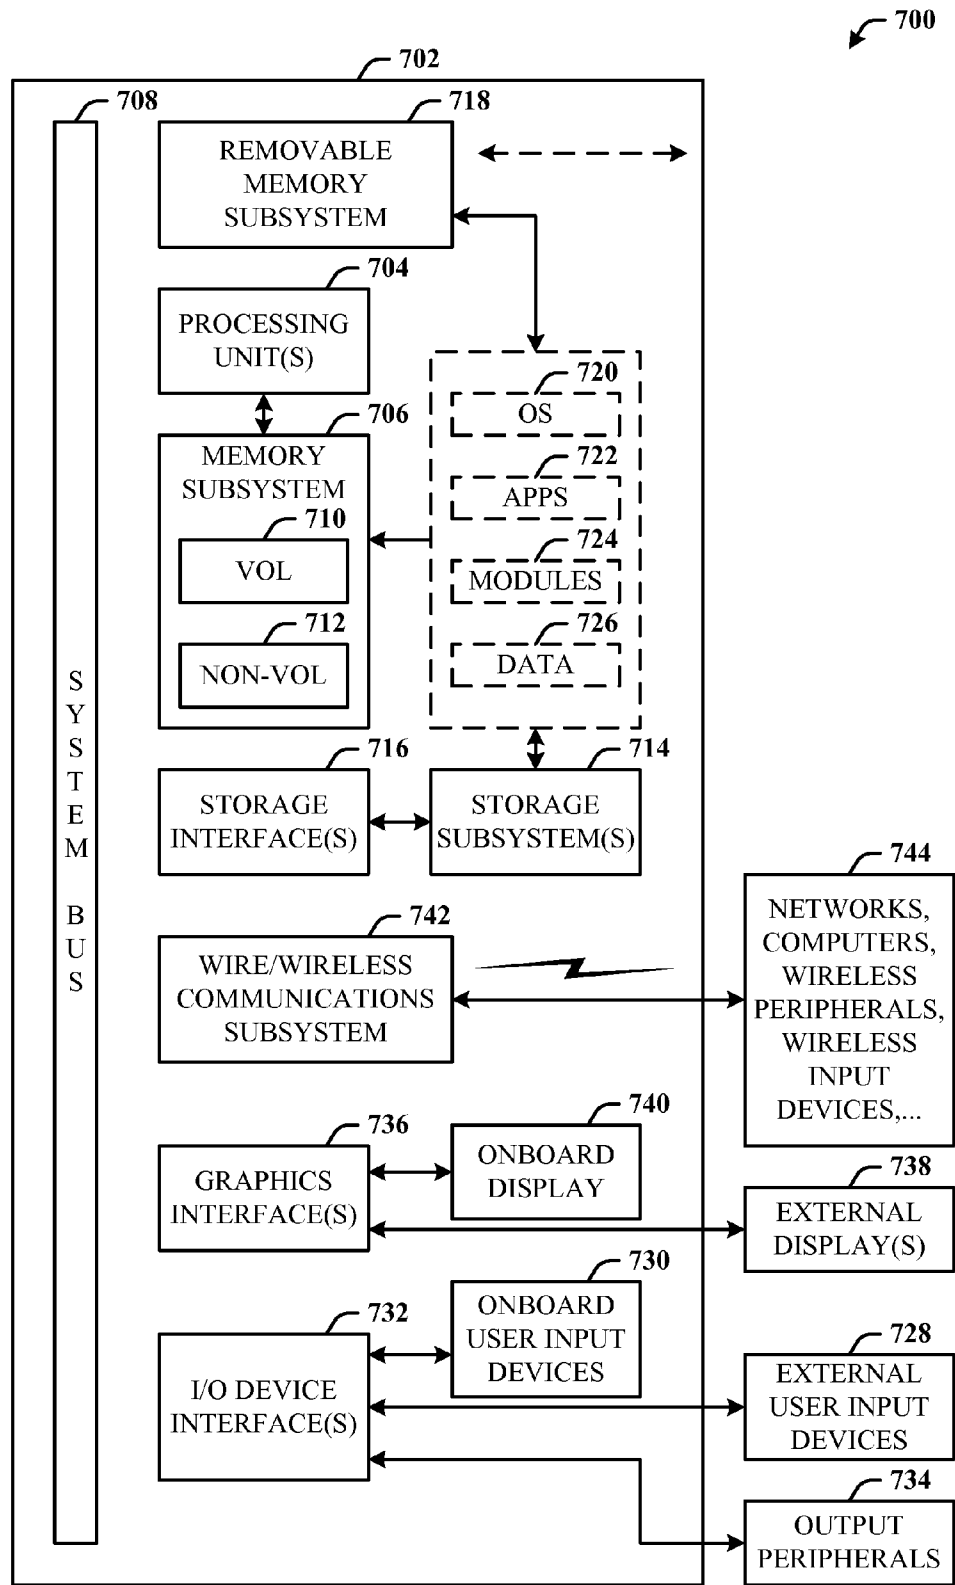 700
702
708
718
REMOVABLE
MEMORY
SUBSYSTEM
704
PROCESSING
UNIT(S)
706
MEMORY
SUBSYSTEM
710
VOL
712
NON-VOL
720
OS
722
APPS
724
MODULES
726
DATA
SYSTEM BUS
716
STORAGE
INTERFACE(S)
714
STORAGE
SUBSYSTEM(S)
742
WIRE/WIRELESS
COMMUNICATIONS
SUBSYSTEM
744
NETWORKS,
COMPUTERS,
WIRELESS
PERIPHERALS,
WIRELESS
INPUT
DEVICES,...
736
GRAPHICS
INTERFACE(S)
740
ONBOARD
DISPLAY
738
EXTERNAL
DISPLAY(S)
732
I/O DEVICE
INTERFACE(S)
730
ONBOARD
USER INPUT
DEVICES
728
EXTERNAL
USER INPUT
DEVICES
734
OUTPUT
PERIPHERALS